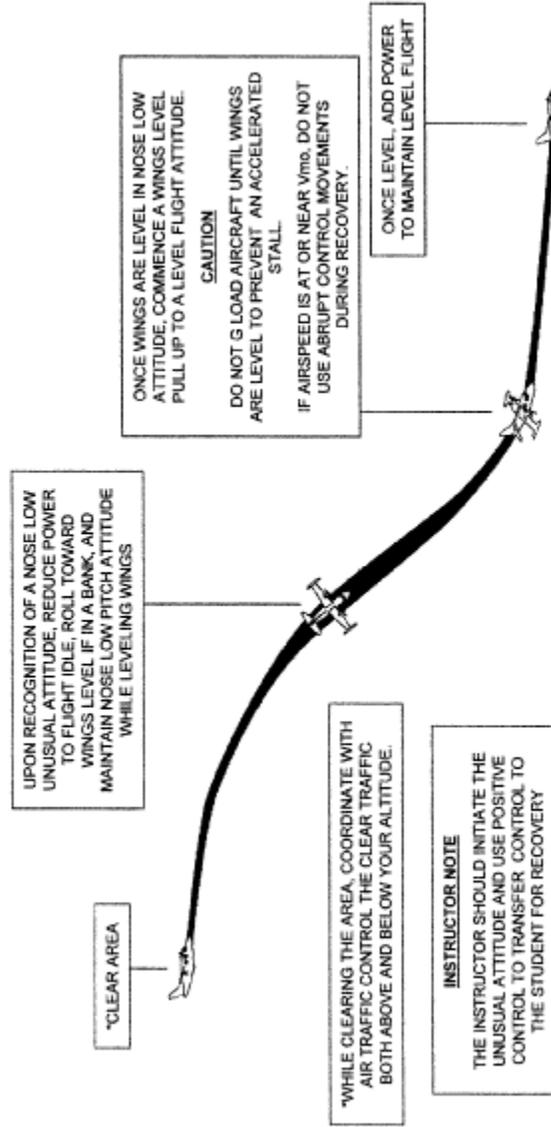 *CLEAR AREA
UPON RECOGNITION OF A NOSE LOW
UNUSUAL ATTITUDE, REDUCE POWER
TO FLIGHT IDLE, ROLL TOWARD
WINGS LEVEL IF IN A BANK, AND
MAINTAIN NOSE LOW PITCH ATTITUDE
WHILE LEVELING WINGS
ONCE WINGS ARE LEVEL IN NOSE LOW
ATTITUDE, COMMENCE A WINGS LEVEL
PULL UP TO A LEVEL FLIGHT ATTITUDE.
CAUTION
DO NOT G LOAD AIRCRAFT UNTIL WINGS
ARE LEVEL TO PREVENT AN ACCELERATED
STALL.
IF AIRSPEED IS AT OR NEAR Vmo, DO NOT
USE ABRUPT CONTROL MOVEMENTS
DURING RECOVERY.
ONCE LEVEL, ADD POWER
TO MAINTAIN LEVEL FLIGHT
*WHILE CLEARING THE AREA, COORDINATE WITH
AIR TRAFFIC CONTROL THE CLEAR TRAFFIC
BOTH ABOVE AND BELOW YOUR ALTITUDE.
INSTRUCTOR NOTE
THE INSTRUCTOR SHOULD INITIATE THE
UNUSUAL ATTITUDE AND USE POSITIVE
CONTROL TO TRANSFER CONTROL TO
THE STUDENT FOR RECOVERY